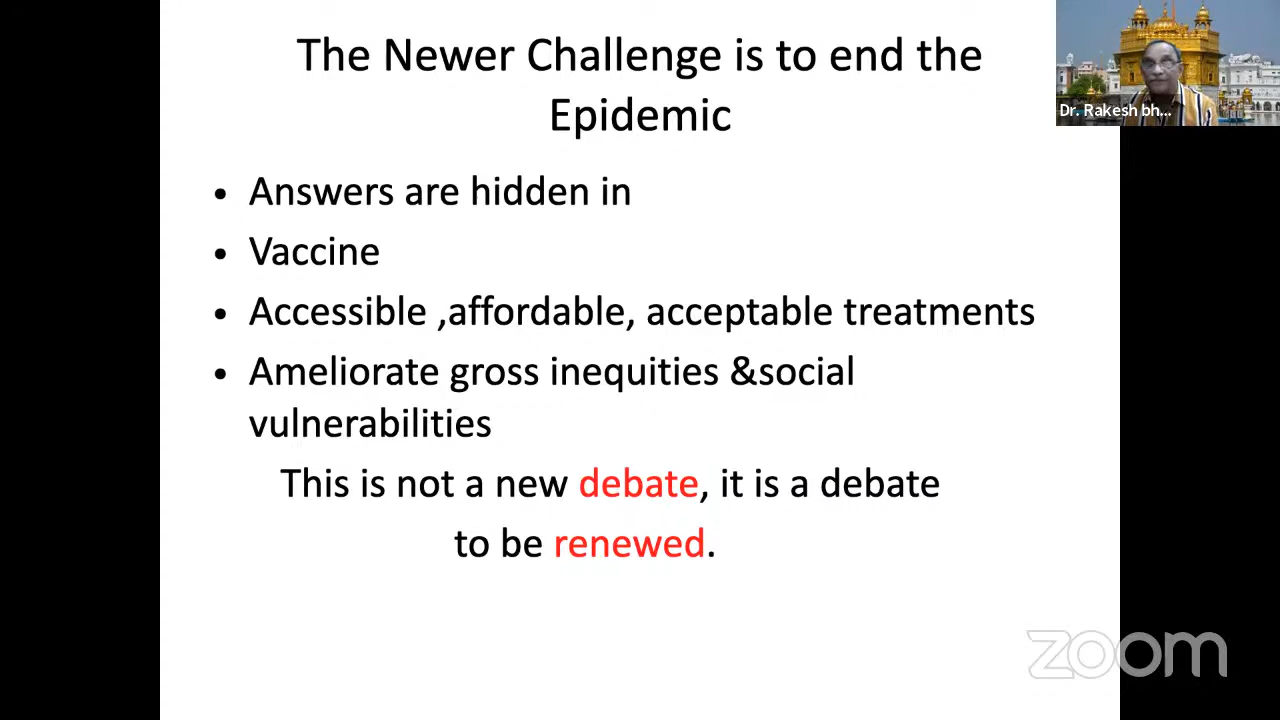 The Newer Challenge is to end the
Epidemic
Dr. Rakesh bh...
• Answers are hidden in
• Vaccine
• Accessible ,affordable, acceptable treatments
• Ameliorate gross inequities &social
vulnerabilities
This is not a new debate, it is a debate
to be renewed.
zoom